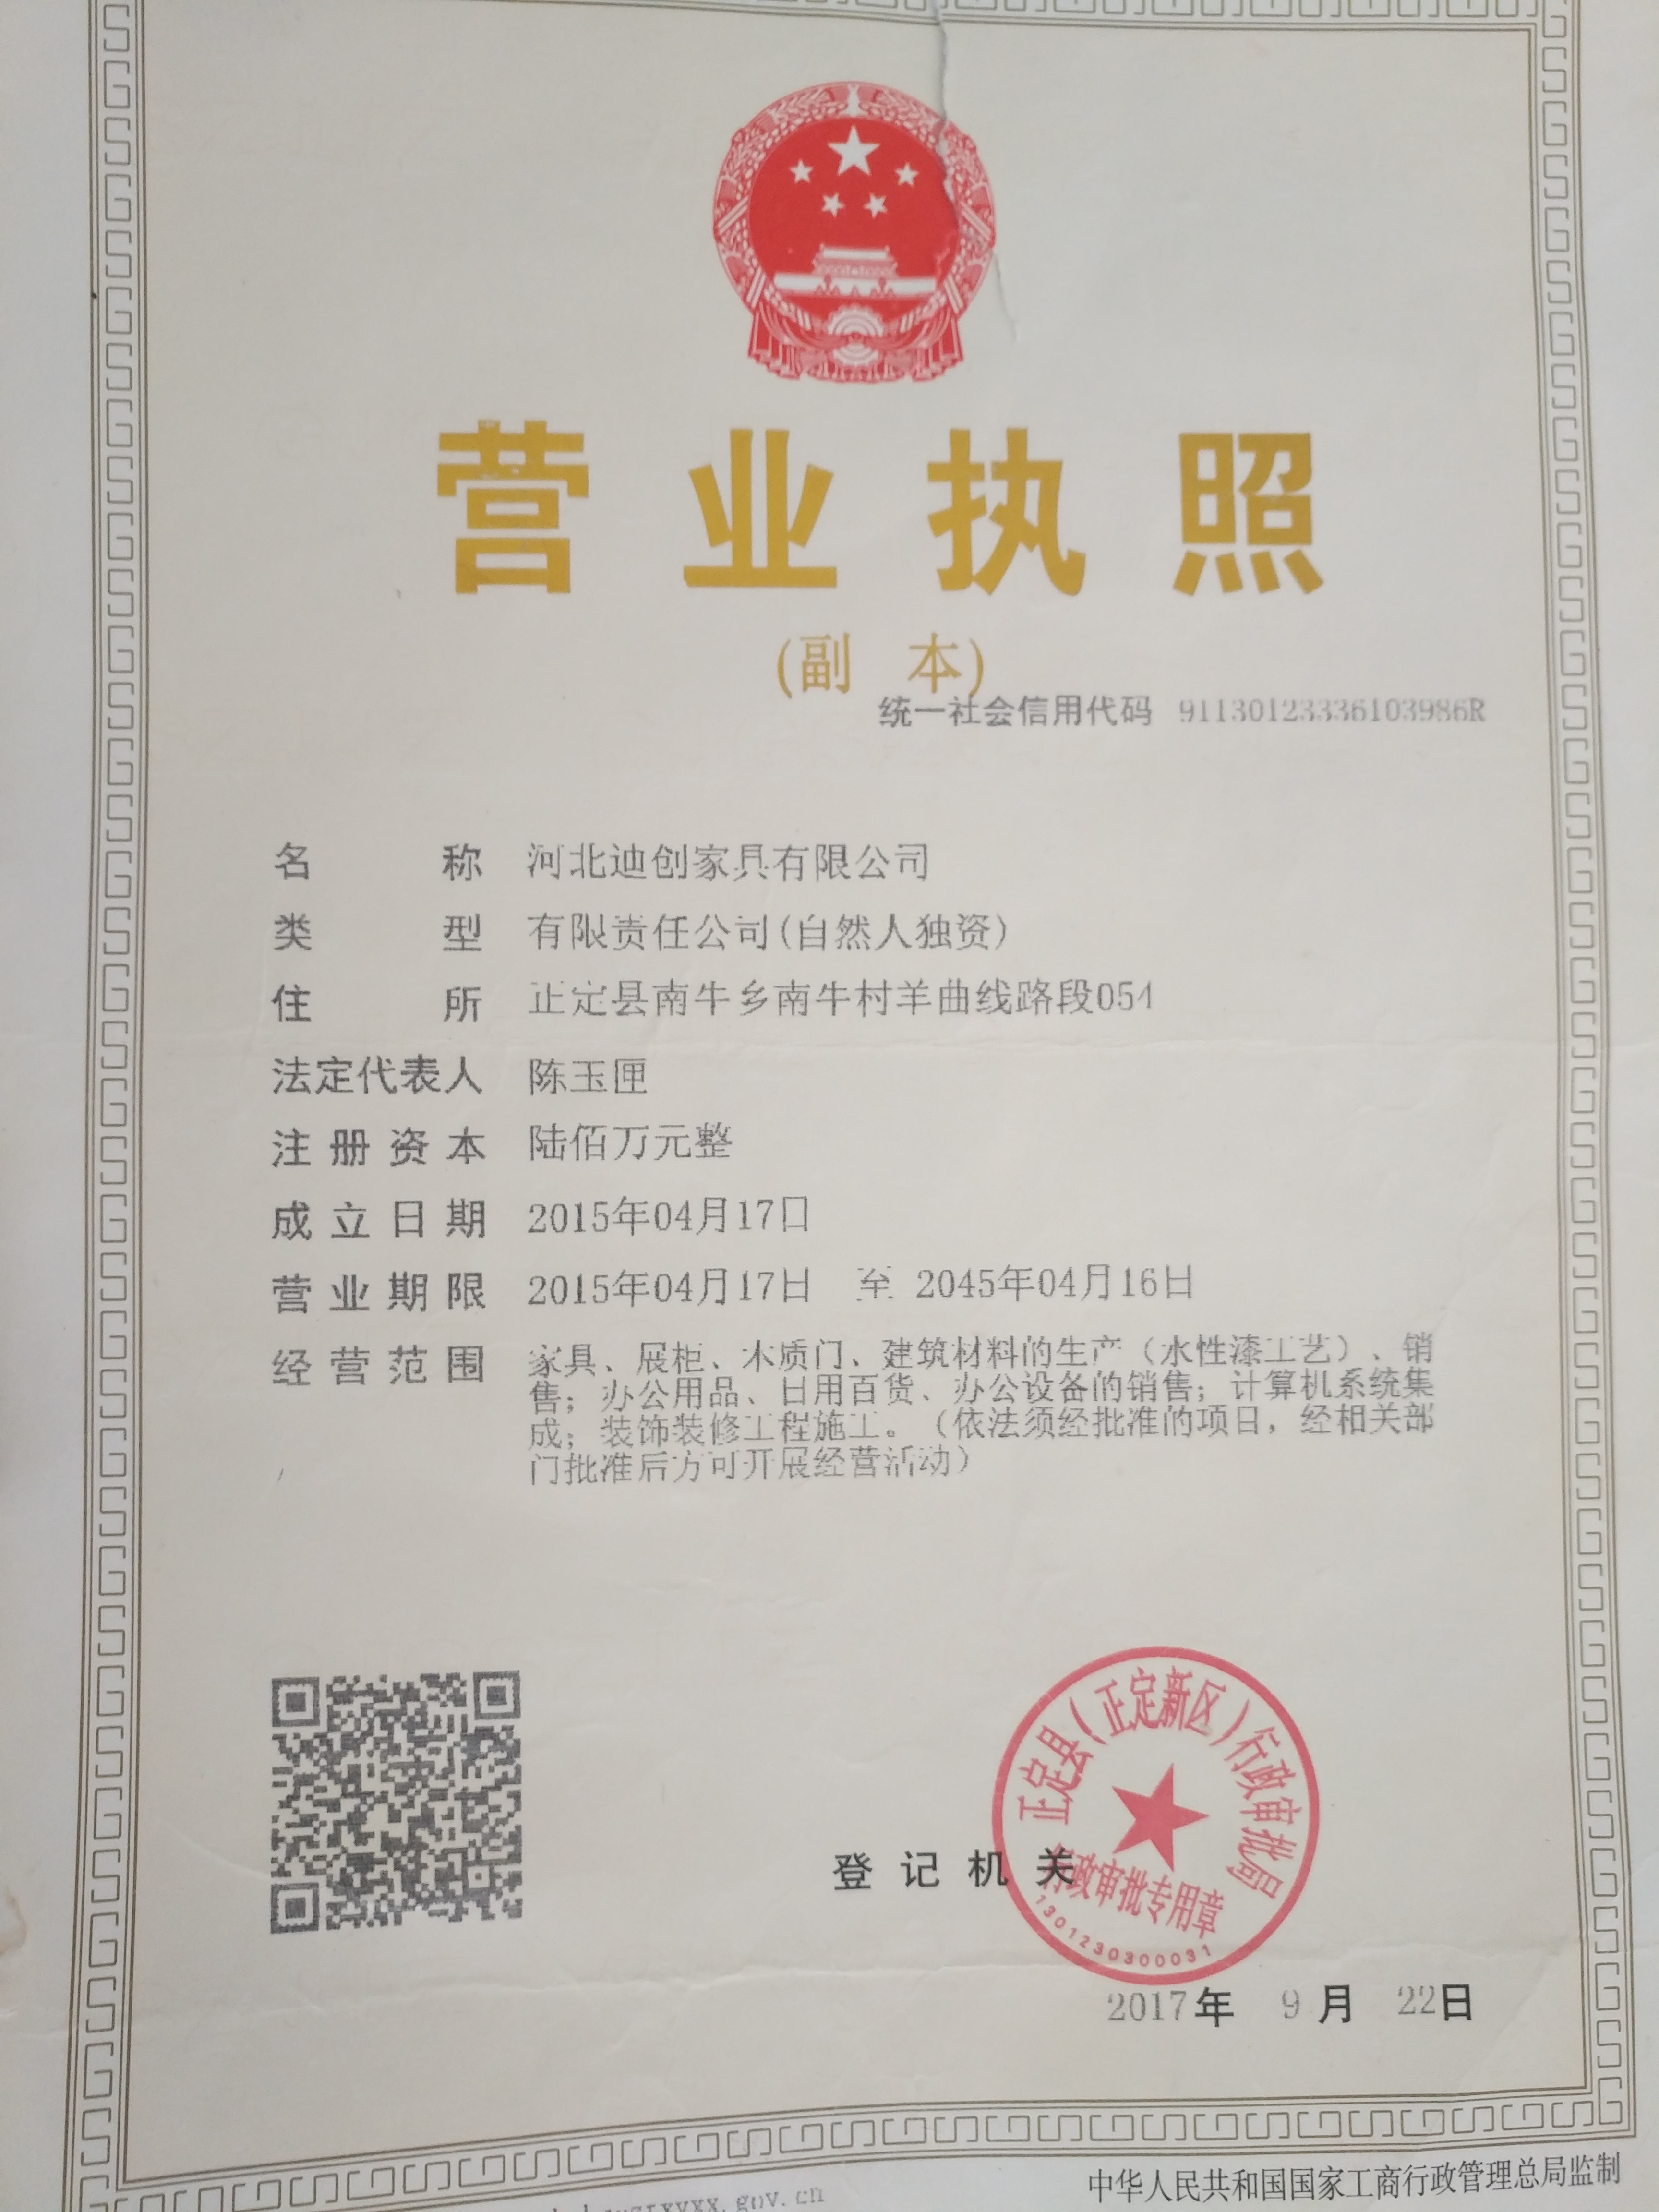 营业执照
(副 本)
统一社会信用代码 91130123336103986R
名 称 河北迪创家具有限公司
类 型 有限责任公司(自然人独资)
住 所 正定县南牛乡南牛村羊曲线路段054
法定代表人 陈玉匣
注册资本 陆佰万元整
成立日期 2015年04月17日
营业期限 2015年04月17日 至 2045年04月16日
经营范围 家具、展柜、木质门、建筑材料的生产（水性漆工艺）、销
售；办公用品、日用百货、办公设备的销售；计算机系统集
成；装饰装修工程施工。（依法须经批准的项目，经相关部
门批准后方可开展经营活动）
正定县(正定新区)行政审批局
登记机关
行政审批专用章
1301230300031
2017年 9月 22日
中华人民共和国国家工商行政管理总局监制